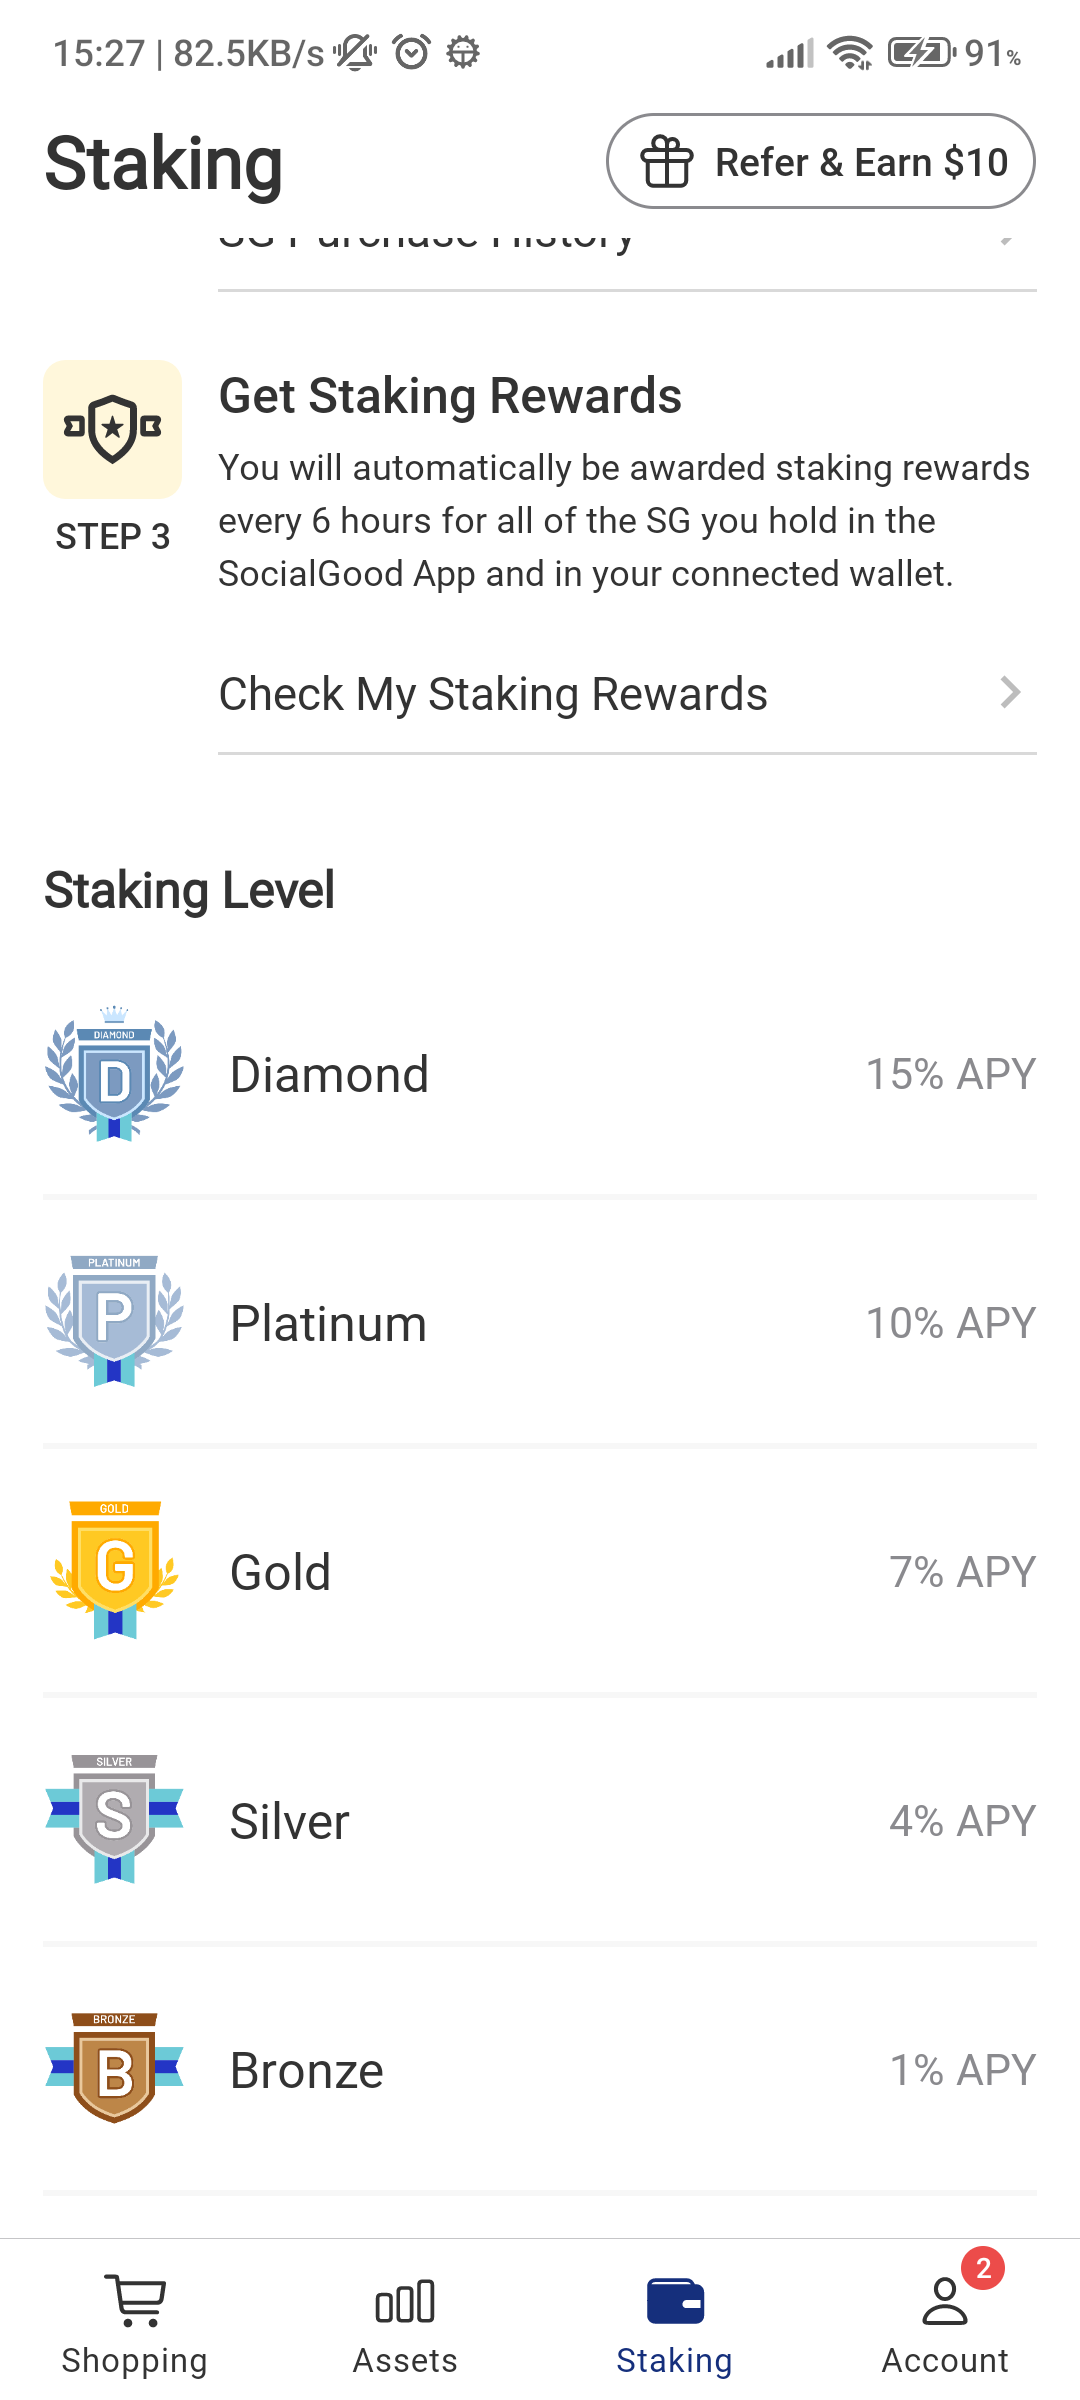 15:27 | 82.5KB/s 91%
Staking
Refer & Earn $10
SG Purchase History
Get Staking Rewards
You will automatically be awarded staking rewards
every 6 hours for all of the SG you hold in the
SocialGood App and in your connected wallet.
STEP 3
Check My Staking Rewards
Staking Level
DIAMOND
D
Diamond
15% APY
PLATINUM
P
Platinum
10% APY
GOLD
G
Gold
7% APY
SILVER
S
Silver
4% APY
BRONZE
B
Bronze
1% APY
2
Shopping
Assets
Staking
Account